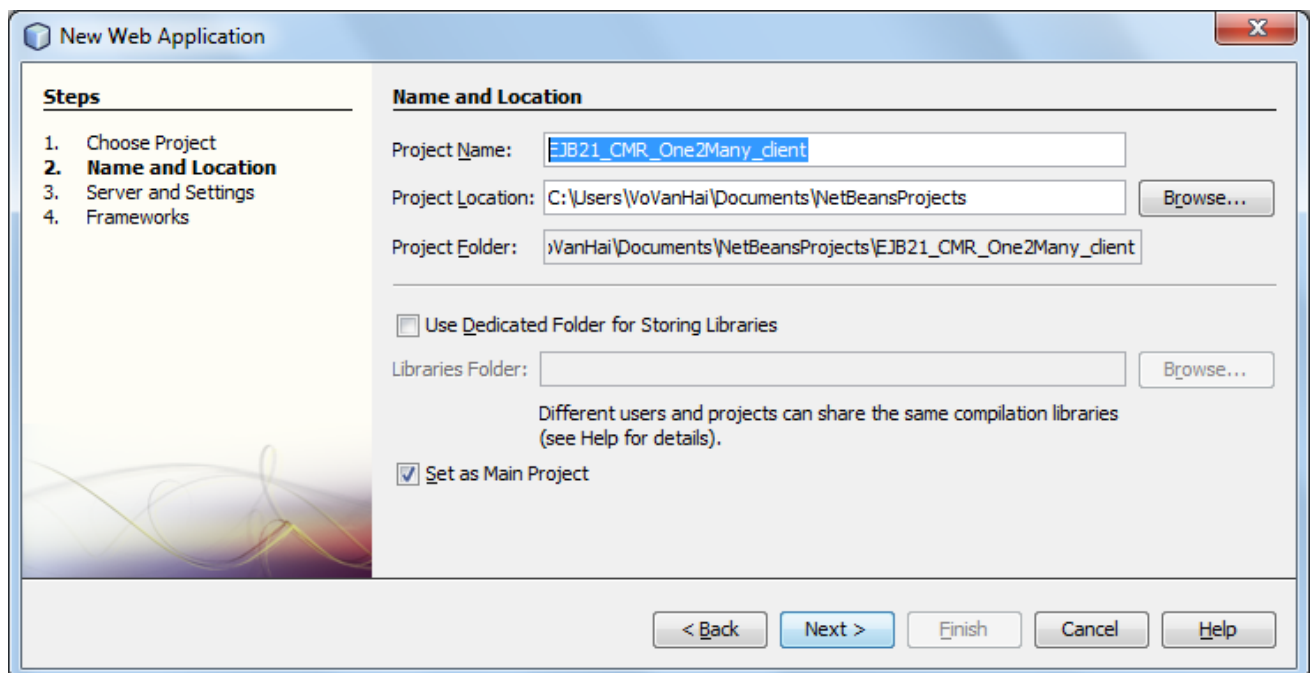 New Web Application
Steps
1. Choose Project
2. Name and Location
3. Server and Settings
4. Frameworks
Name and Location
Project Name: EJB21_CMR_One2Many_client
Project Location: C:\Users\VoVanHai\Documents\NetBeansProjects Browse...
Project Folder: oVanHai\Documents\NetBeansProjects\EJB21_CMR_One2Many_client
Use Dedicated Folder for Storing Libraries
Libraries Folder: Browse...
Different users and projects can share the same compilation libraries
(see Help for details).
Set as Main Project
< Back Next > Finish Cancel Help